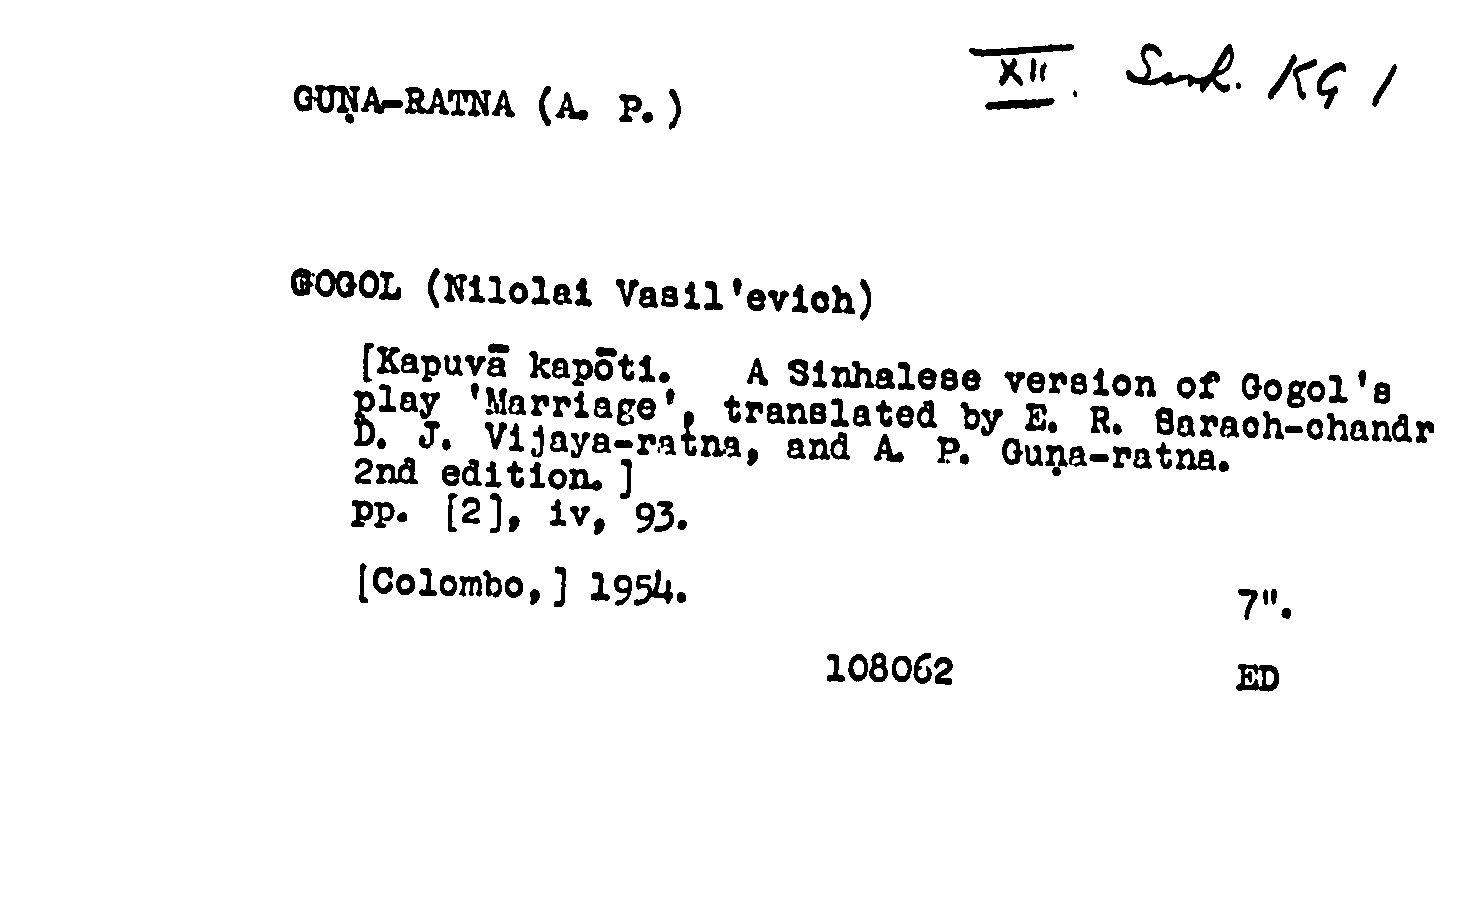 XII. Sinh. KG 1
GUṆA-RATNA (A. P.)
GOGOL (Nilolai Vasil'evich)
[Kapuvā kapōti. A Sinhalese version of Gogol's
play 'Marriage', translated by E. R. Sarach-chandr
D. J. Vijaya-ratna, and A. P. Guṇa-ratna.
2nd edition.]
pp. [2], iv, 93.
[Colombo,] 1954.
7".
108062 ED